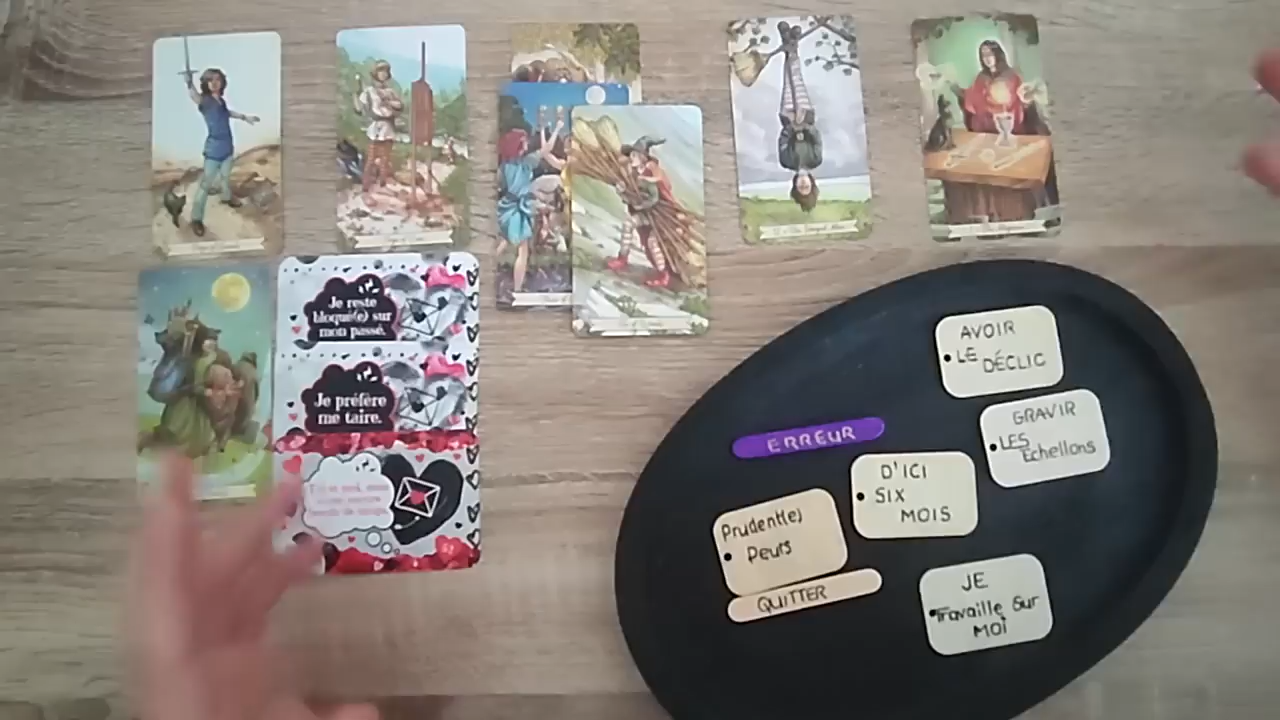 Je reste
bloqué(e) sur
mon passé.
Je préfère
me taire.
ERREUR
AVOIR
LE DÉCLIC
GRAVIR
LES Echellons
D'ICI
SIX
MOIS
Prudent(e)
Peurs
QUITTER
JE
Travaille Sur
MOI